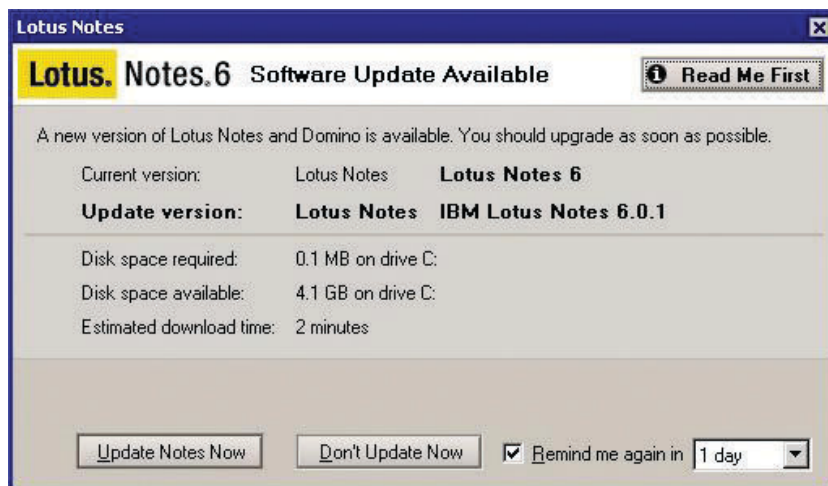 Lotus Notes
Lotus. Notes.6 Software Update Available Read Me First
A new version of Lotus Notes and Domino is available. You should upgrade as soon as possible.
Current version: Lotus Notes Lotus Notes 6
Update version: Lotus Notes IBM Lotus Notes 6.0.1
Disk space required: 0.1 MB on drive C:
Disk space available: 4.1 GB on drive C:
Estimated download time: 2 minutes
Update Notes Now Don't Update Now Remind me again in 1 day